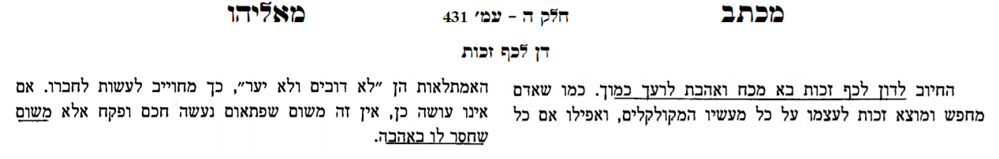 מכתב חלק ה - עמ' 431 מאליהו
דן לכף זכות
החיוב לדון לכף זכות בא מכח ואהבת לרעך כמוך. כמו שאדם
מחפש ומוצא זכות לעצמו על כל מעשיו המקולקלים, ואפילו אם כל
האמתלאות הן "לא דובים ולא יער", כך מחוייב לעשות לחברו. אם
אינו עושה כן, אין זה משום שפתאום נעשה חכם ופקח אלא משום
שחסר לו באהבה.